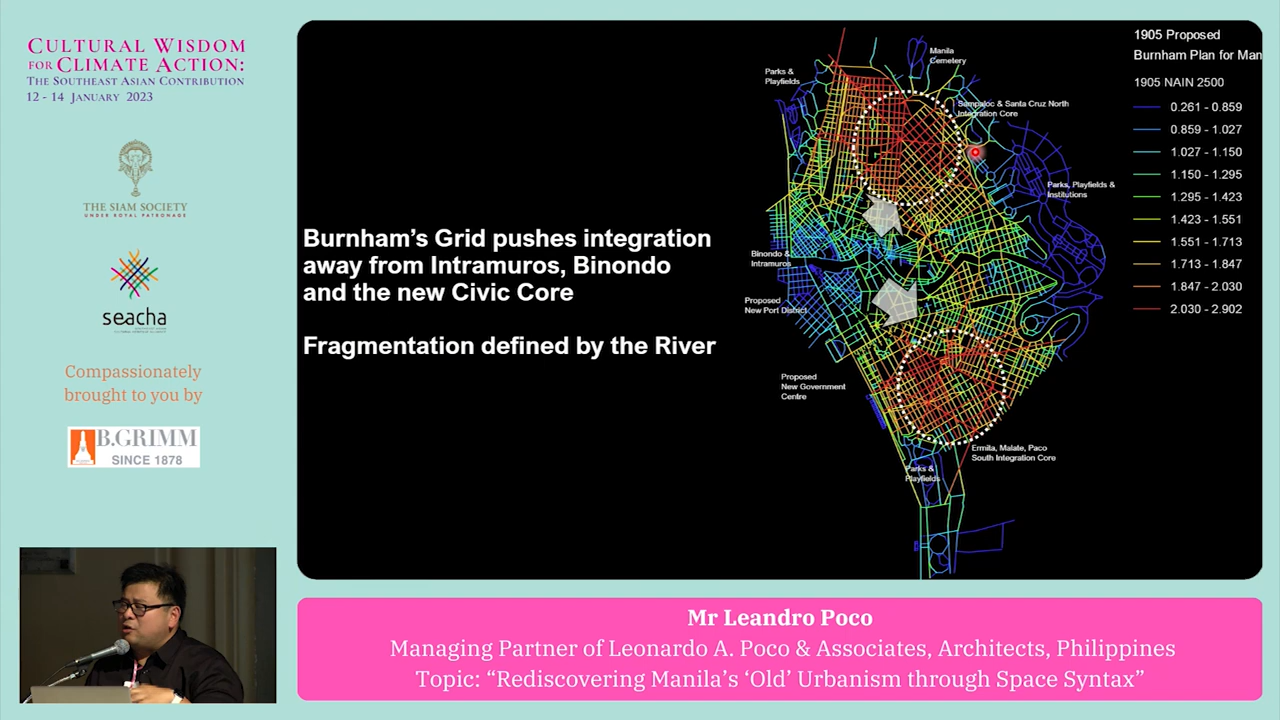 CULTURAL WISDOM
FOR CLIMATE ACTION:
THE SOUTHEAST ASIAN CONTRIBUTION
12 - 14 JANUARY 2023
THE SIAM SOCIETY
UNDER ROYAL PATRONAGE
seacha
Compassionately
brought to you by
B.GRIMM
SINCE 1878
Burnham's Grid pushes integration
away from Intramuros, Binondo
and the new Civic Core
Fragmentation defined by the River
Manila
Cemetery
Parks &
Playfields
Sampaloc & Santa Cruz North
Integration Core
Parks, Playfields &
Institutions
Binondo &
Intramuros
Proposed
New Port District
Proposed
New Government
Centre
Ermita, Malate, Paco
South Integration Core
Parks &
Playfields
1905 Proposed
Burnham Plan for Man
1905 NAIN 2500
0.261 - 0.859
0.859 - 1.027
1.027 - 1.150
1.150 - 1.295
1.295 - 1.423
1.423 - 1.551
1.551 - 1.713
1.713 - 1.847
1.847 - 2.030
2.030 - 2.902
Mr Leandro Poco
Managing Partner of Leonardo A. Poco & Associates, Architects, Philippines
Topic: "Rediscovering Manila's 'Old' Urbanism through Space Syntax"